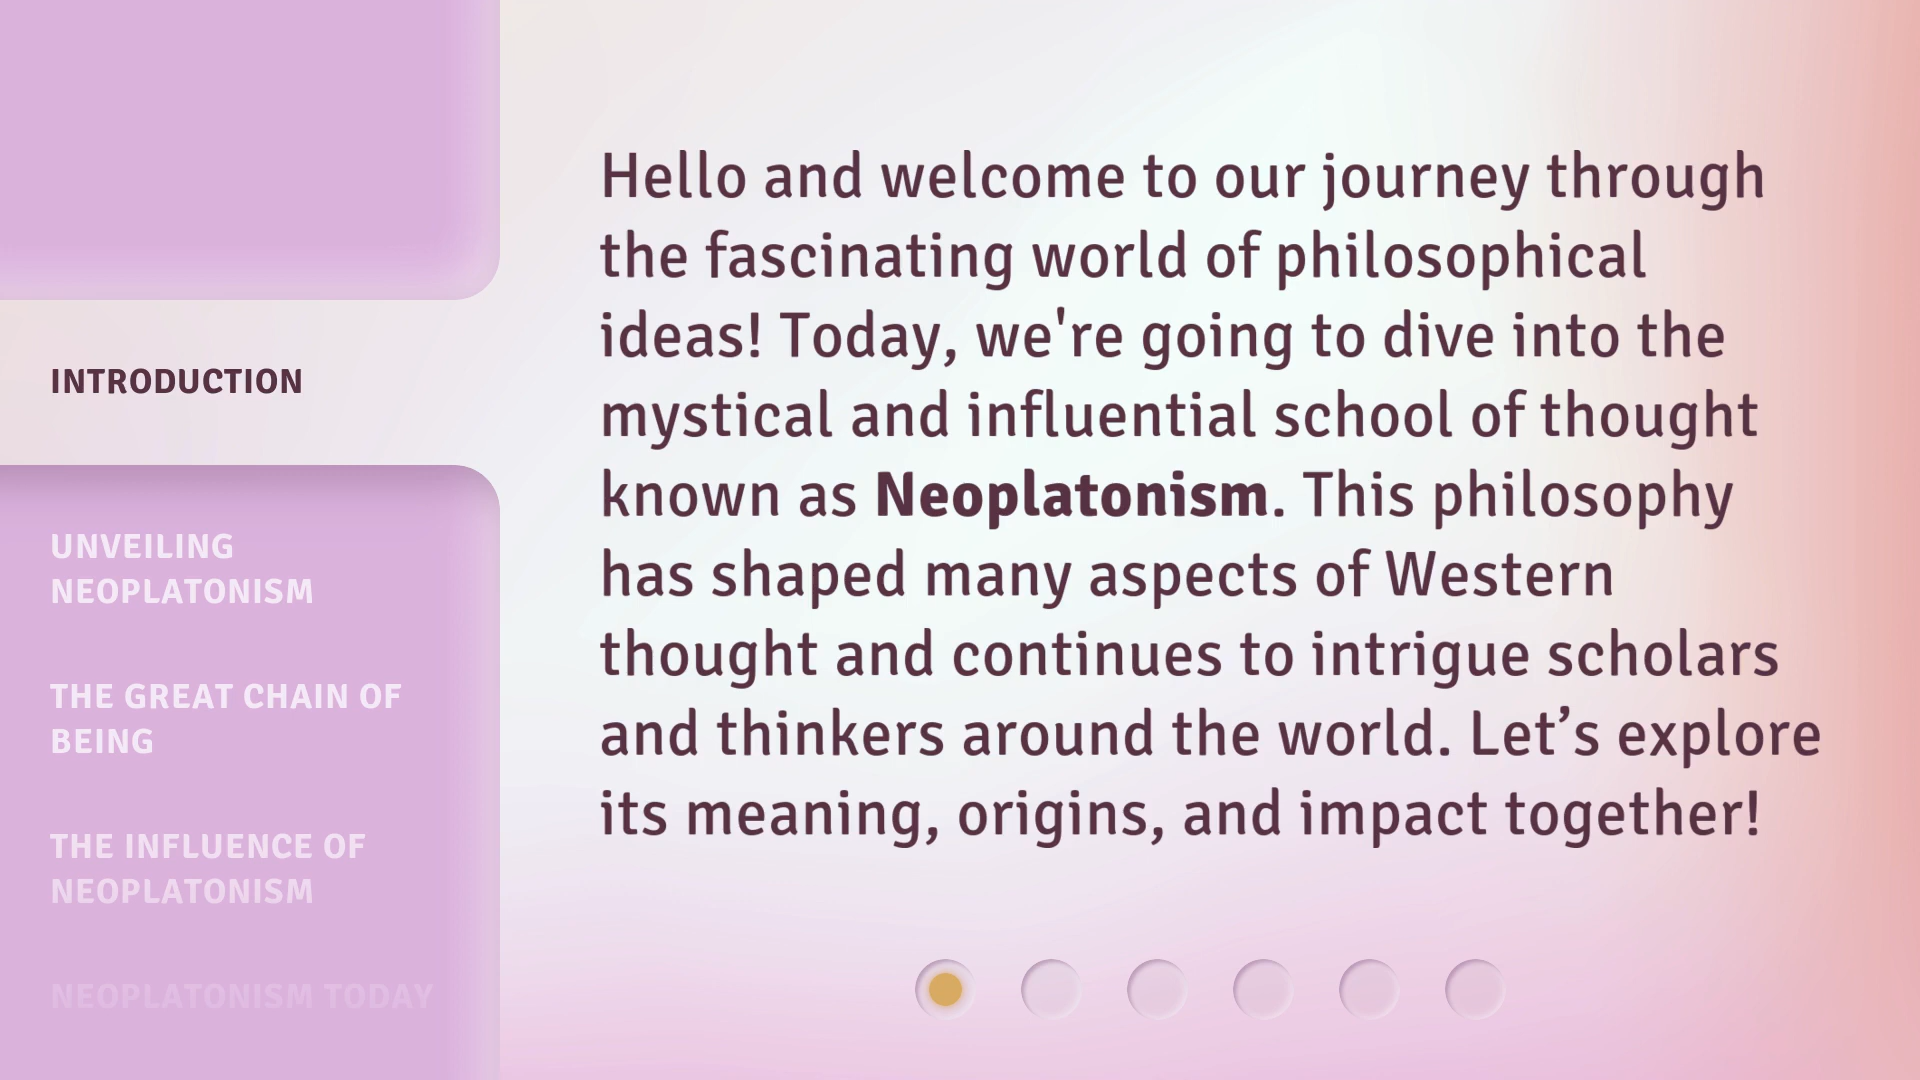 INTRODUCTION
UNVEILING
NEOPLATONISM
THE GREAT CHAIN OF
BEING
THE INFLUENCE OF
NEOPLATONISM
NEOPLATONISM TODAY
Hello and welcome to our journey through
the fascinating world of philosophical
ideas! Today, we're going to dive into the
mystical and influential school of thought
known as Neoplatonism. This philosophy
has shaped many aspects of Western
thought and continues to intrigue scholars
and thinkers around the world. Let’s explore
its meaning, origins, and impact together!